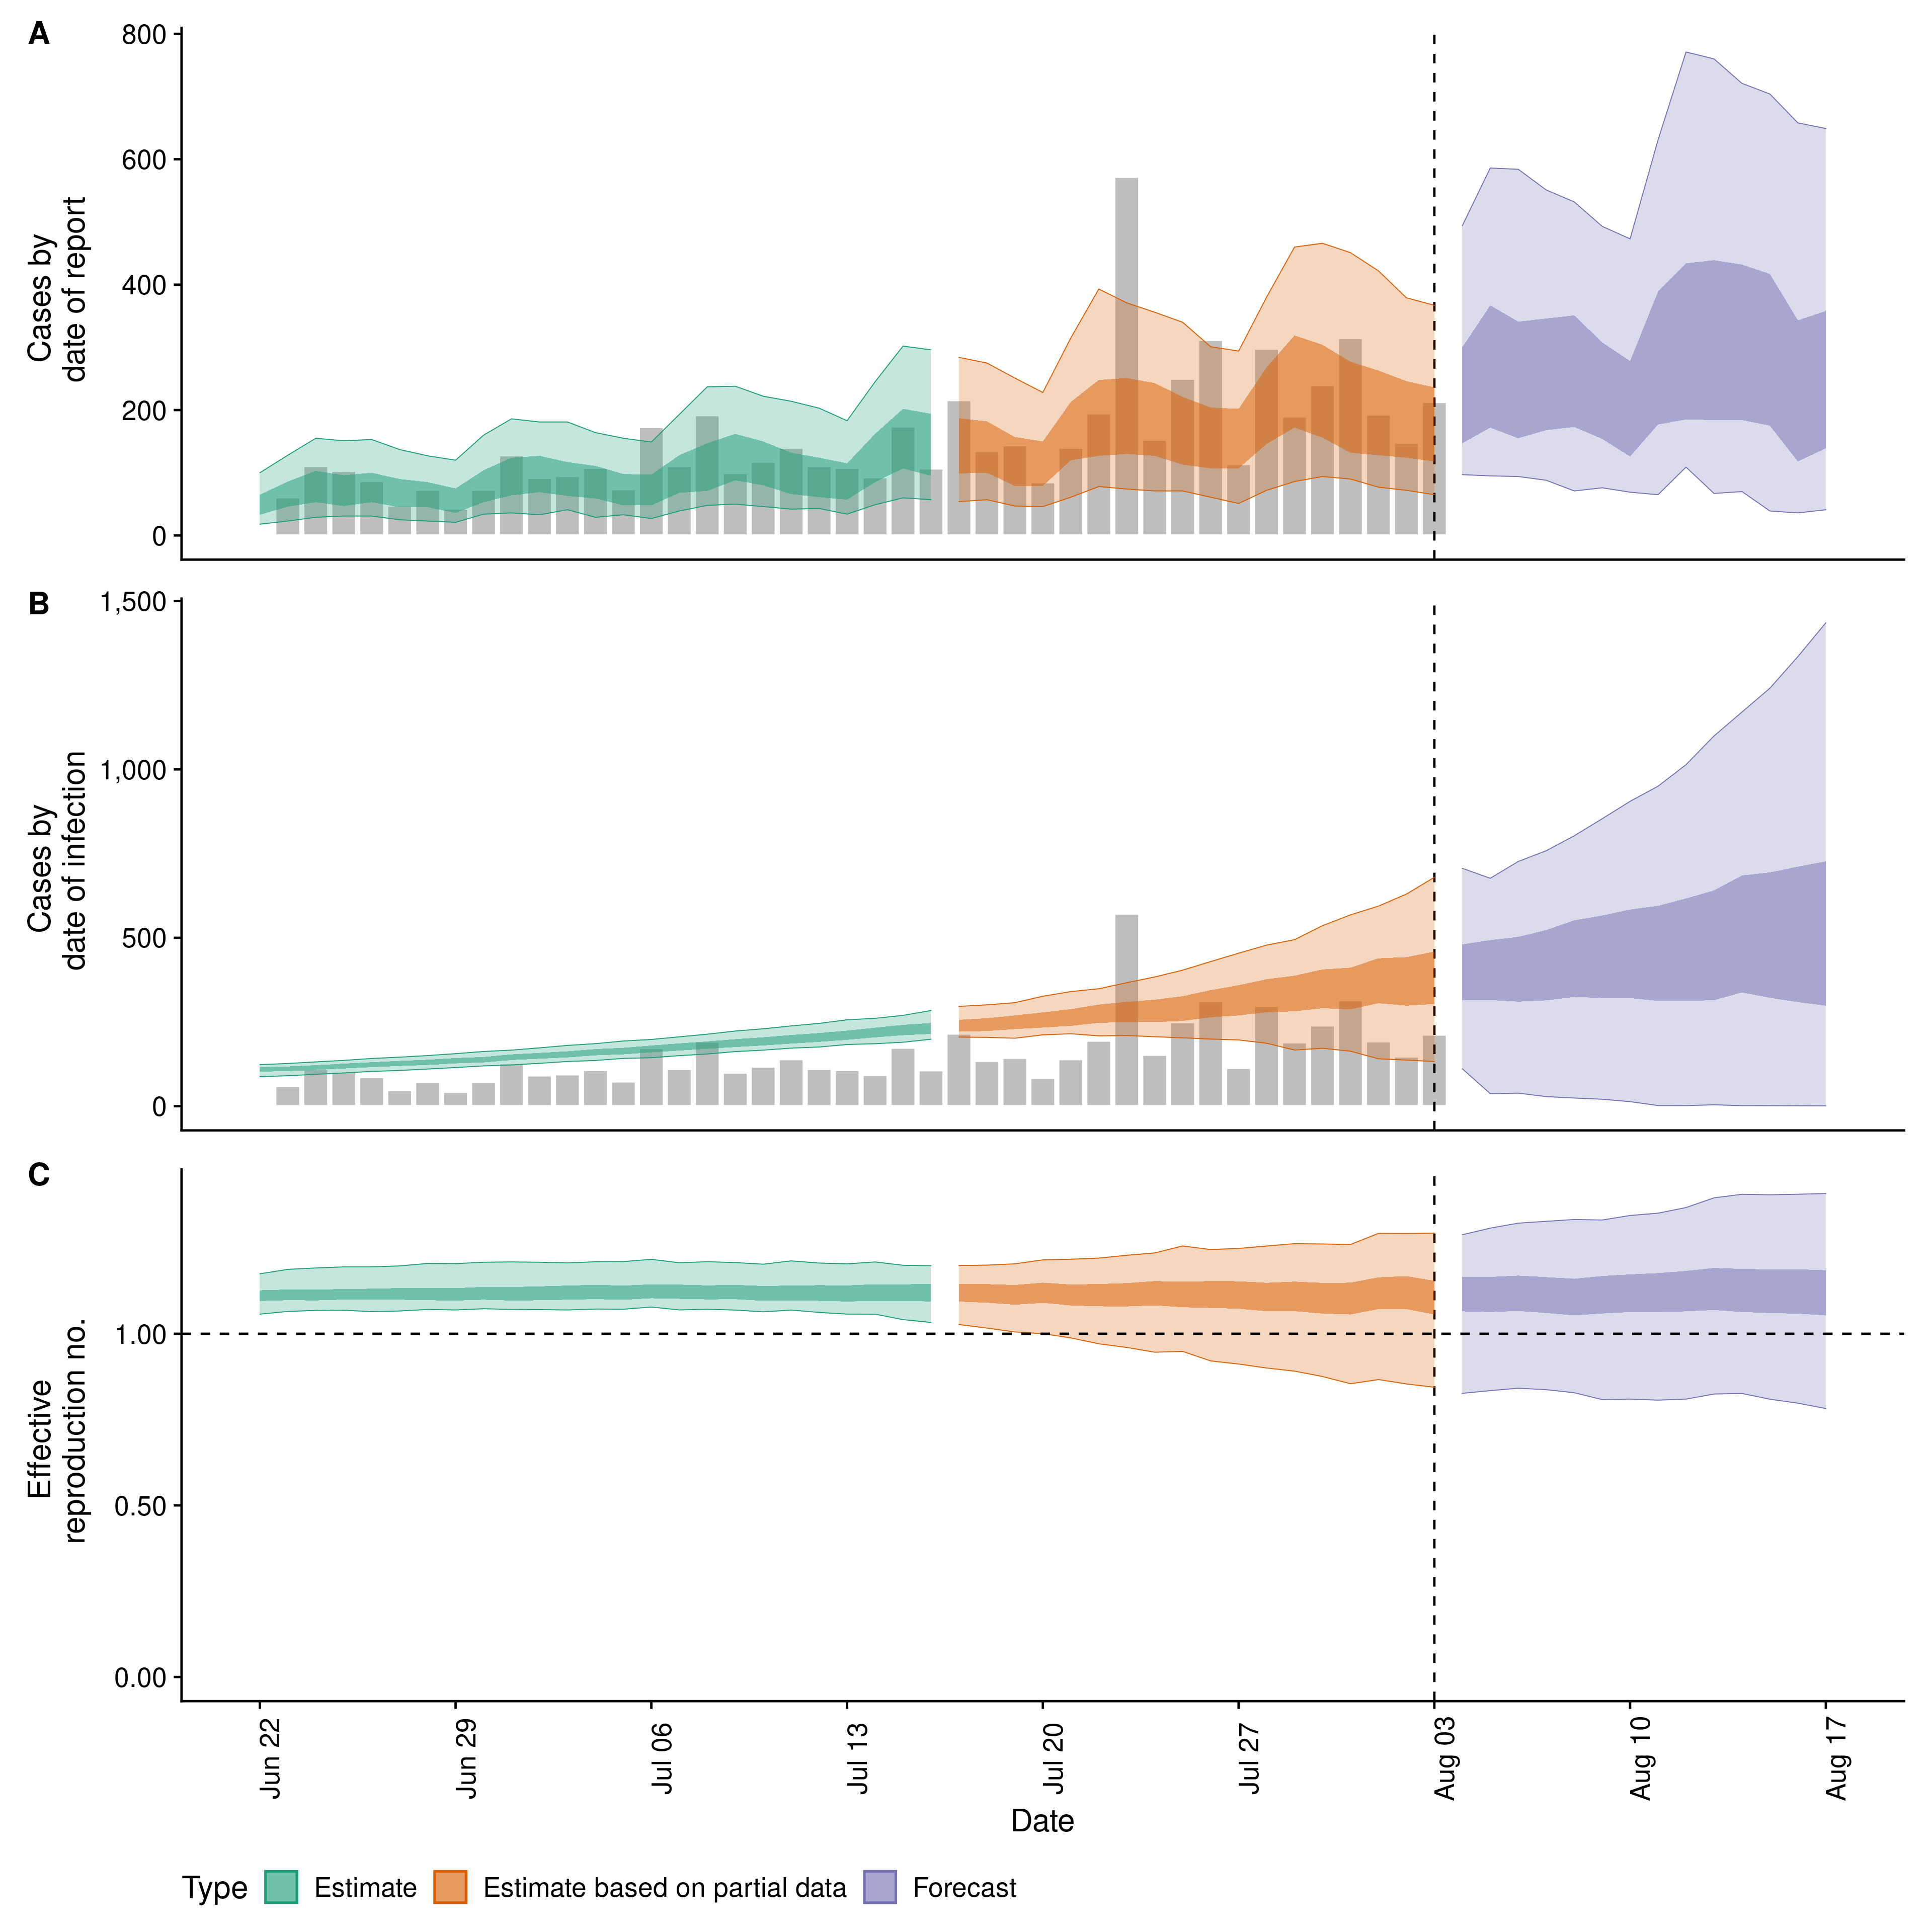 A
800
600
400
200
0
Cases by
date of report
B
1,500
1,000
500
0
Cases by
date of infection
C
1.00
0.50
0.00
Effective
reproduction no.
Jun 22
Jun 29
Jul 06
Jul 13
Jul 20
Jul 27
Aug 03
Aug 10
Aug 17
Date
Type Estimate Estimate based on partial data Forecast